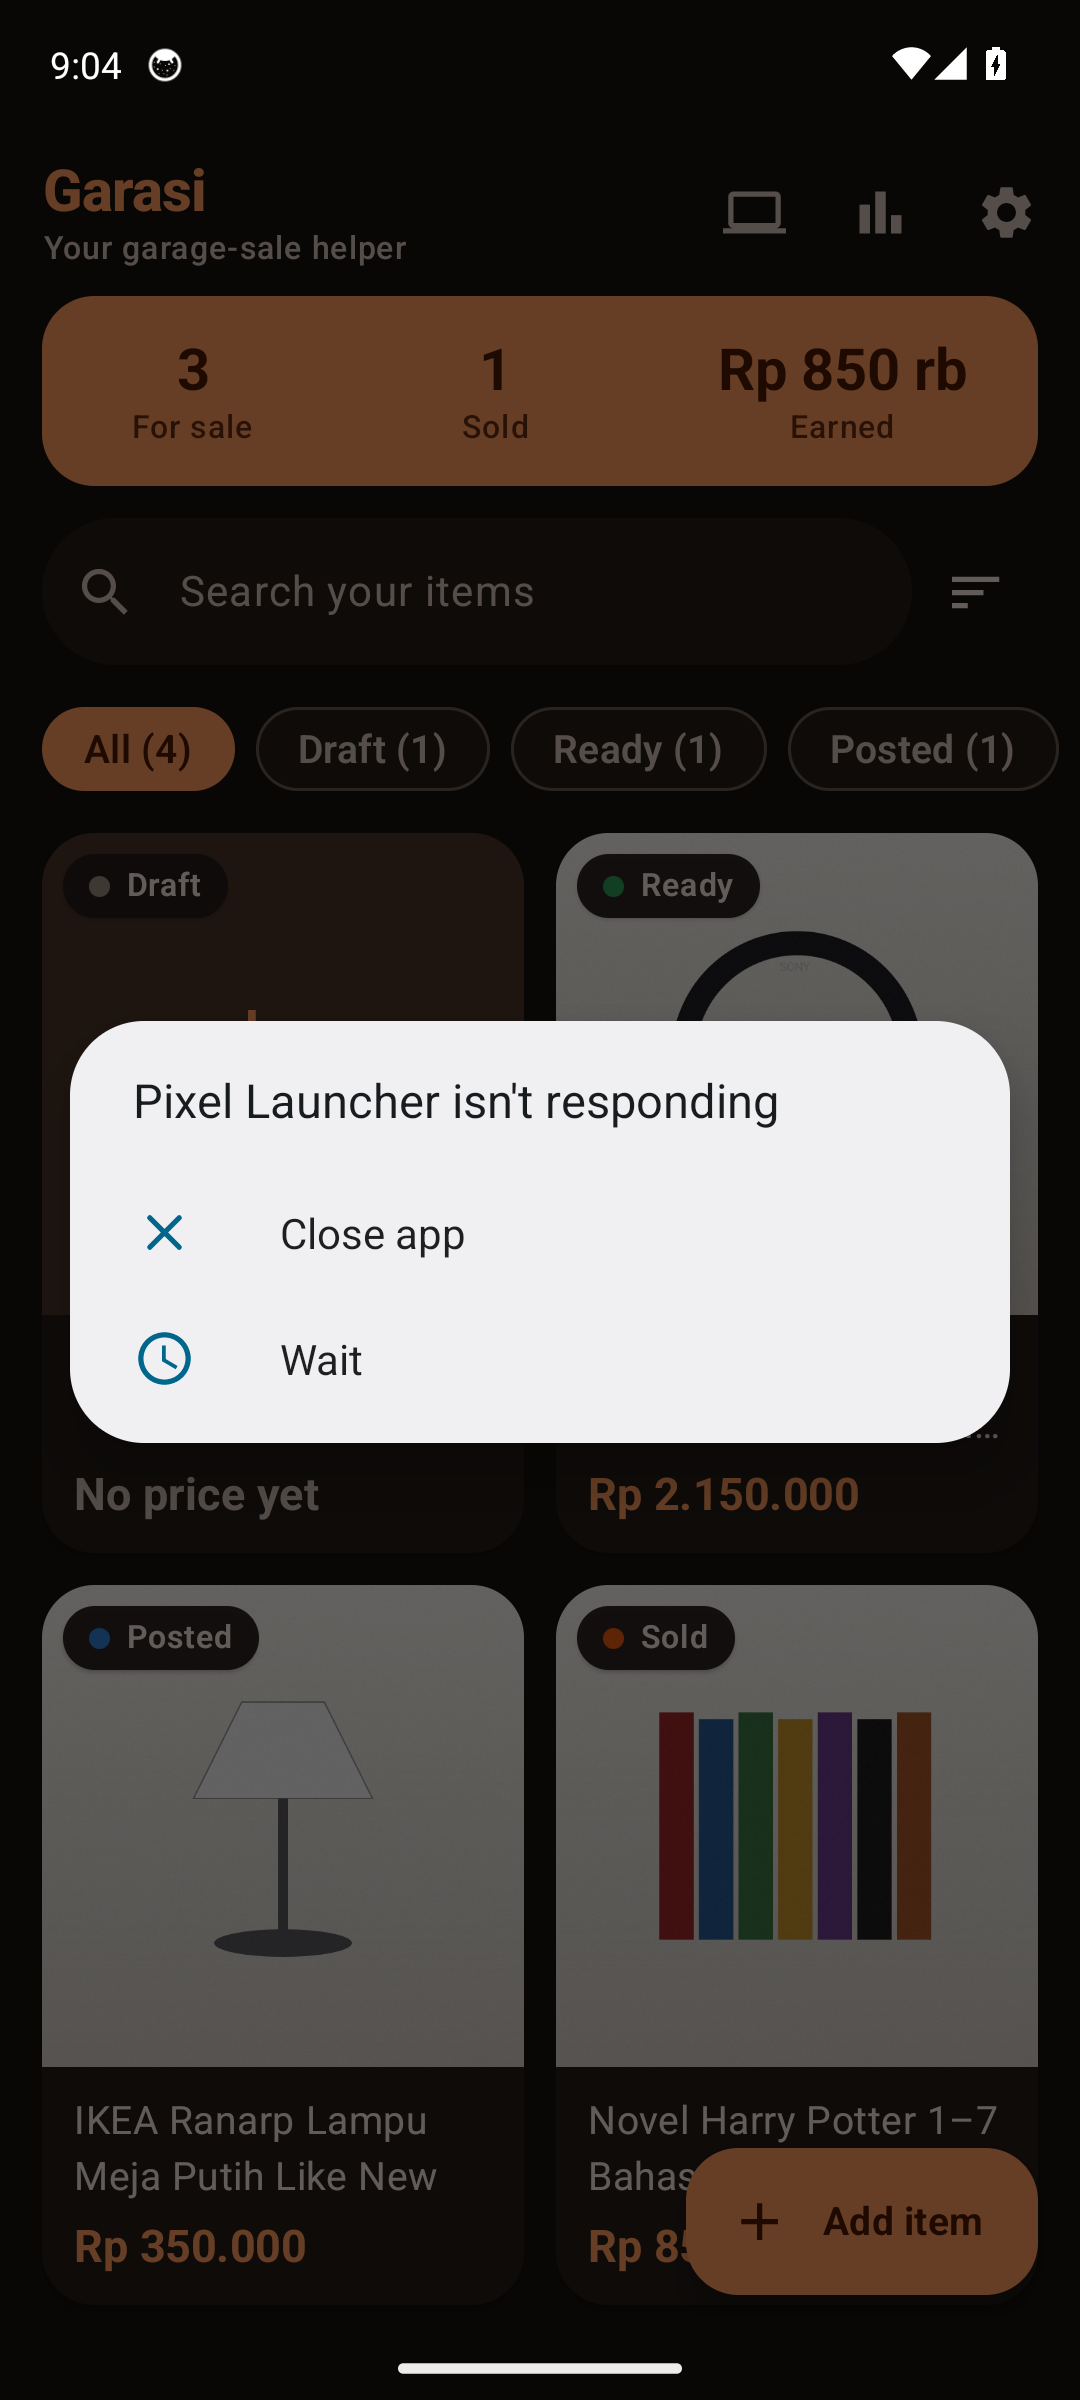 9:04
Garasi
Your garage-sale helper
3
For sale
1
Sold
Rp 850 rb
Earned
Search your items
All (4)
Draft (1)
Ready (1)
Posted (1)
Draft
Ready
SONY
Pixel Launcher isn't responding
Close app
Wait
No price yet
Rp 2.150.000
Posted
Sold
IKEA Ranarp Lampu
Meja Putih Like New
Rp 350.000
Novel Harry Potter 1–7
Rp
Add item